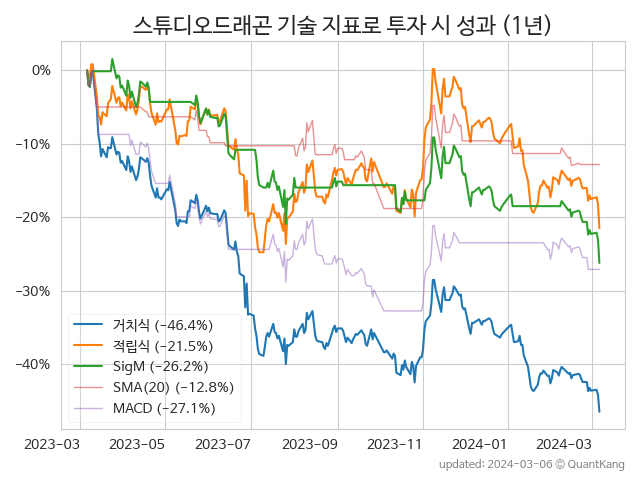 스튜디오드래곤 기술 지표로 투자 시 성과 (1년)
0%
−10%
−20%
−30%
−40%
거치식 (−46.4%)
적립식 (−21.5%)
SigM (−26.2%)
SMA(20) (−12.8%)
MACD (−27.1%)
2023−03 2023−05 2023−07 2023−09 2023−11 2024−01 2024−03
updated: 2024−03−06 ⓒ QuantKang